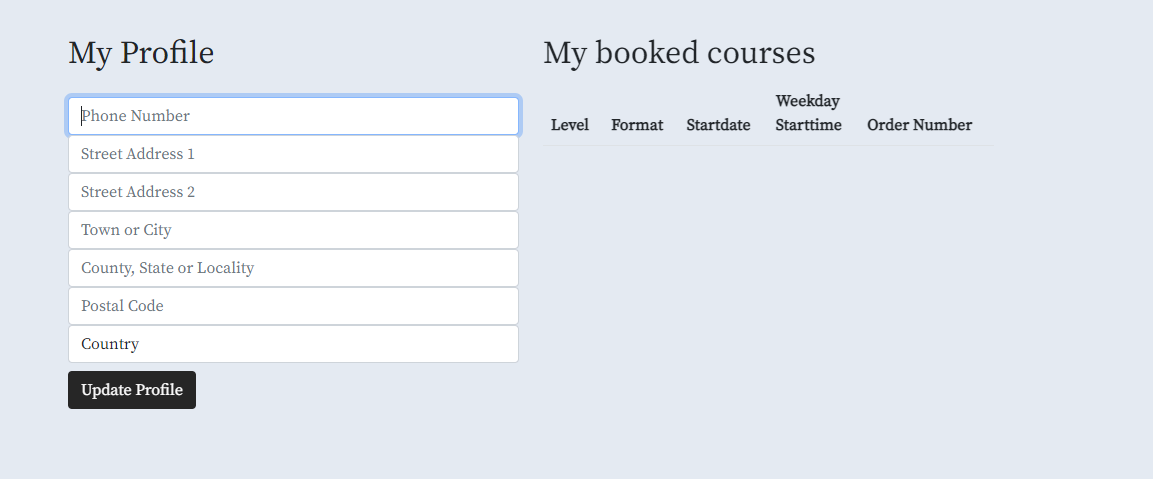 My Profile
Phone Number
Street Address 1
Street Address 2
Town or City
County, State or Locality
Postal Code
Country
Update Profile
My booked courses
Level Format Startdate Weekday Starttime Order Number